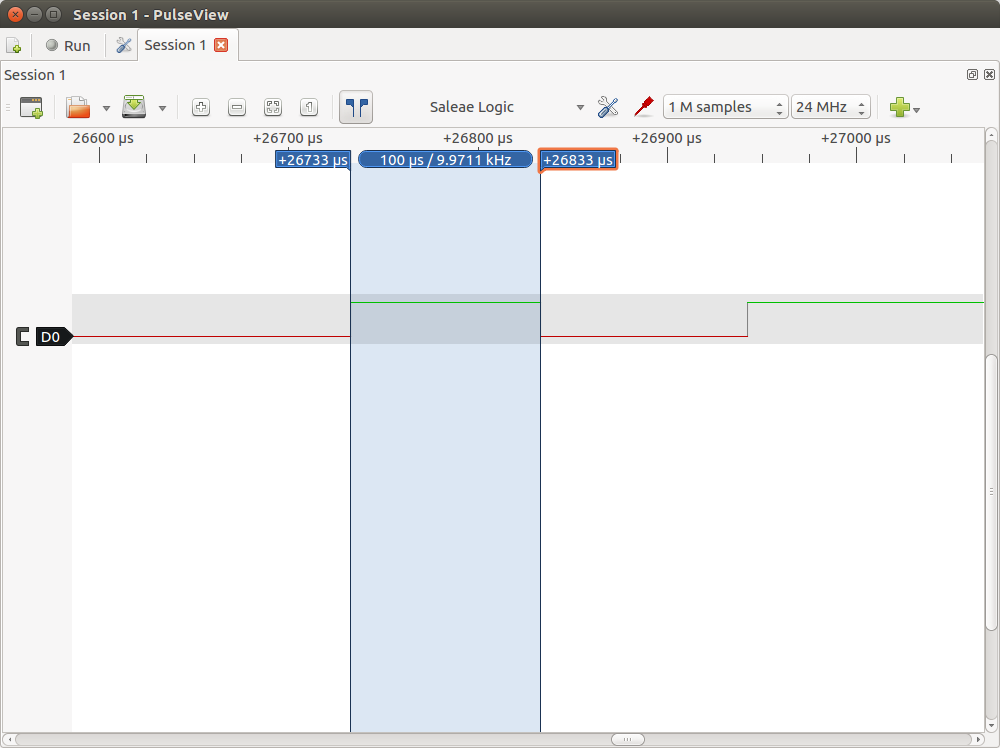 Session 1 - PulseView
Run
Session 1
Session 1
Saleae Logic
1 M samples
24 MHz
26600 µs +26700 µs +26800 µs +26900 µs +27000 µs
+26733 µs 100 µs / 9.9711 kHz +26833 µs
D0